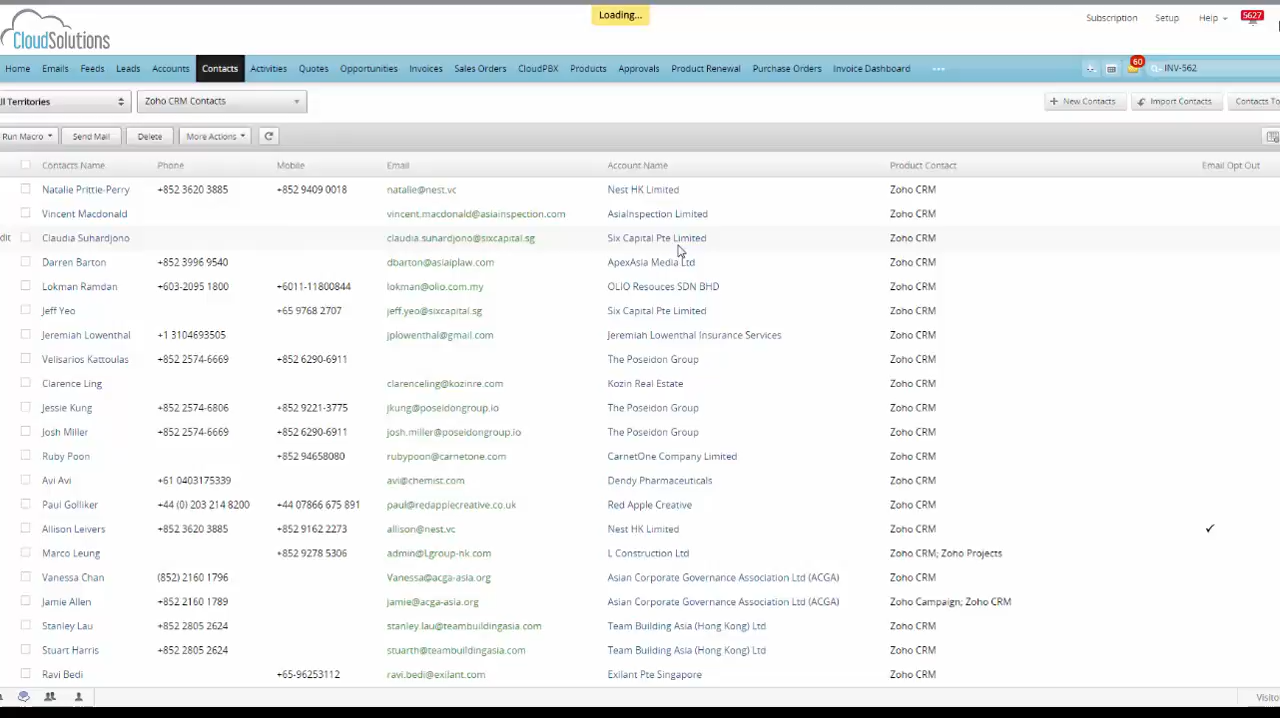 Loading...
Subscription Setup Help 5627
CloudSolutions
Home Emails Feeds Leads Accounts Contacts Activities Quotes Opportunities Invoices Sales Orders CloudPBX Products Approvals Product Renewal Purchase Orders Invoice Dashboard ... 60 INV-562
ll Territories Zoho CRM Contacts New Contacts Import Contacts Contacts To
Run Macro Send Mail Delete More Actions
Contacts Name Phone Mobile Email Account Name Product Contact Email Opt Out
Natalie Prittie-Perry +852 3620 3885 +852 9409 0018 natalie@nest.vc Nest HK Limited Zoho CRM
Vincent Macdonald vincent.macdonald@asiainspection.com AsiaInspection Limited Zoho CRM
dit Claudia Suhardjono claudia.suhardjono@sixcapital.sg Six Capital Pte Limited Zoho CRM
Darren Barton +852 3996 9540 dbarton@asiaiplaw.com ApexAsia Media Ltd Zoho CRM
Lokman Ramdan +603-2095 1800 +6011-11800844 lokman@olio.com.my OLIO Resouces SDN BHD Zoho CRM
Jeff Yeo +65 9768 2707 jeff.yeo@sixcapital.sg Six Capital Pte Limited Zoho CRM
Jeremiah Lowenthal +1 3104693505 jplowenthal@gmail.com Jeremiah Lowenthal Insurance Services Zoho CRM
Velisarios Kattoulas +852 2574-6669 +852 6290-6911 The Poseidon Group Zoho CRM
Clarence Ling clarenceling@kozinre.com Kozin Real Estate Zoho CRM
Jessie Kung +852 2574-6806 +852 9221-3775 jkung@poseidongroup.io The Poseidon Group Zoho CRM
Josh Miller +852 2574-6669 +852 6290-6911 josh.miller@poseidongroup.io The Poseidon Group Zoho CRM
Ruby Poon +852 94658080 rubypoon@carnetone.com CarnetOne Company Limited Zoho CRM
Avi Avi +61 0403175339 avi@chemist.com Dendy Pharmaceuticals Zoho CRM
Paul Golliker +44 (0) 203 214 8200 +44 07866 675 891 paul@redapplecreative.co.uk Red Apple Creative Zoho CRM
Allison Leivers +852 3620 3885 +852 9162 2273 allison@nest.vc Nest HK Limited Zoho CRM ✓
Marco Leung +852 9278 5306 admin@Lgroup-nk.com L Construction Ltd Zoho CRM; Zoho Projects
Vanessa Chan (852) 2160 1796 Vanessa@acga-asia.org Asian Corporate Governance Association Ltd (ACGA) Zoho CRM
Jamie Allen +852 2160 1789 jamie@acga-asia.org Asian Corporate Governance Association Ltd (ACGA) Zoho Campaign; Zoho CRM
Stanley Lau +852 2805 2624 stanley.lau@teambuildingasia.com Team Building Asia (Hong Kong) Ltd Zoho CRM
Stuart Harris +852 2805 2624 stuarth@teambuildingasia.com Team Building Asia (Hong Kong) Ltd Zoho CRM
Ravi Bedi +65-96253112 ravi.bedi@exilant.com Exilant Pte Singapore Zoho CRM
Visito